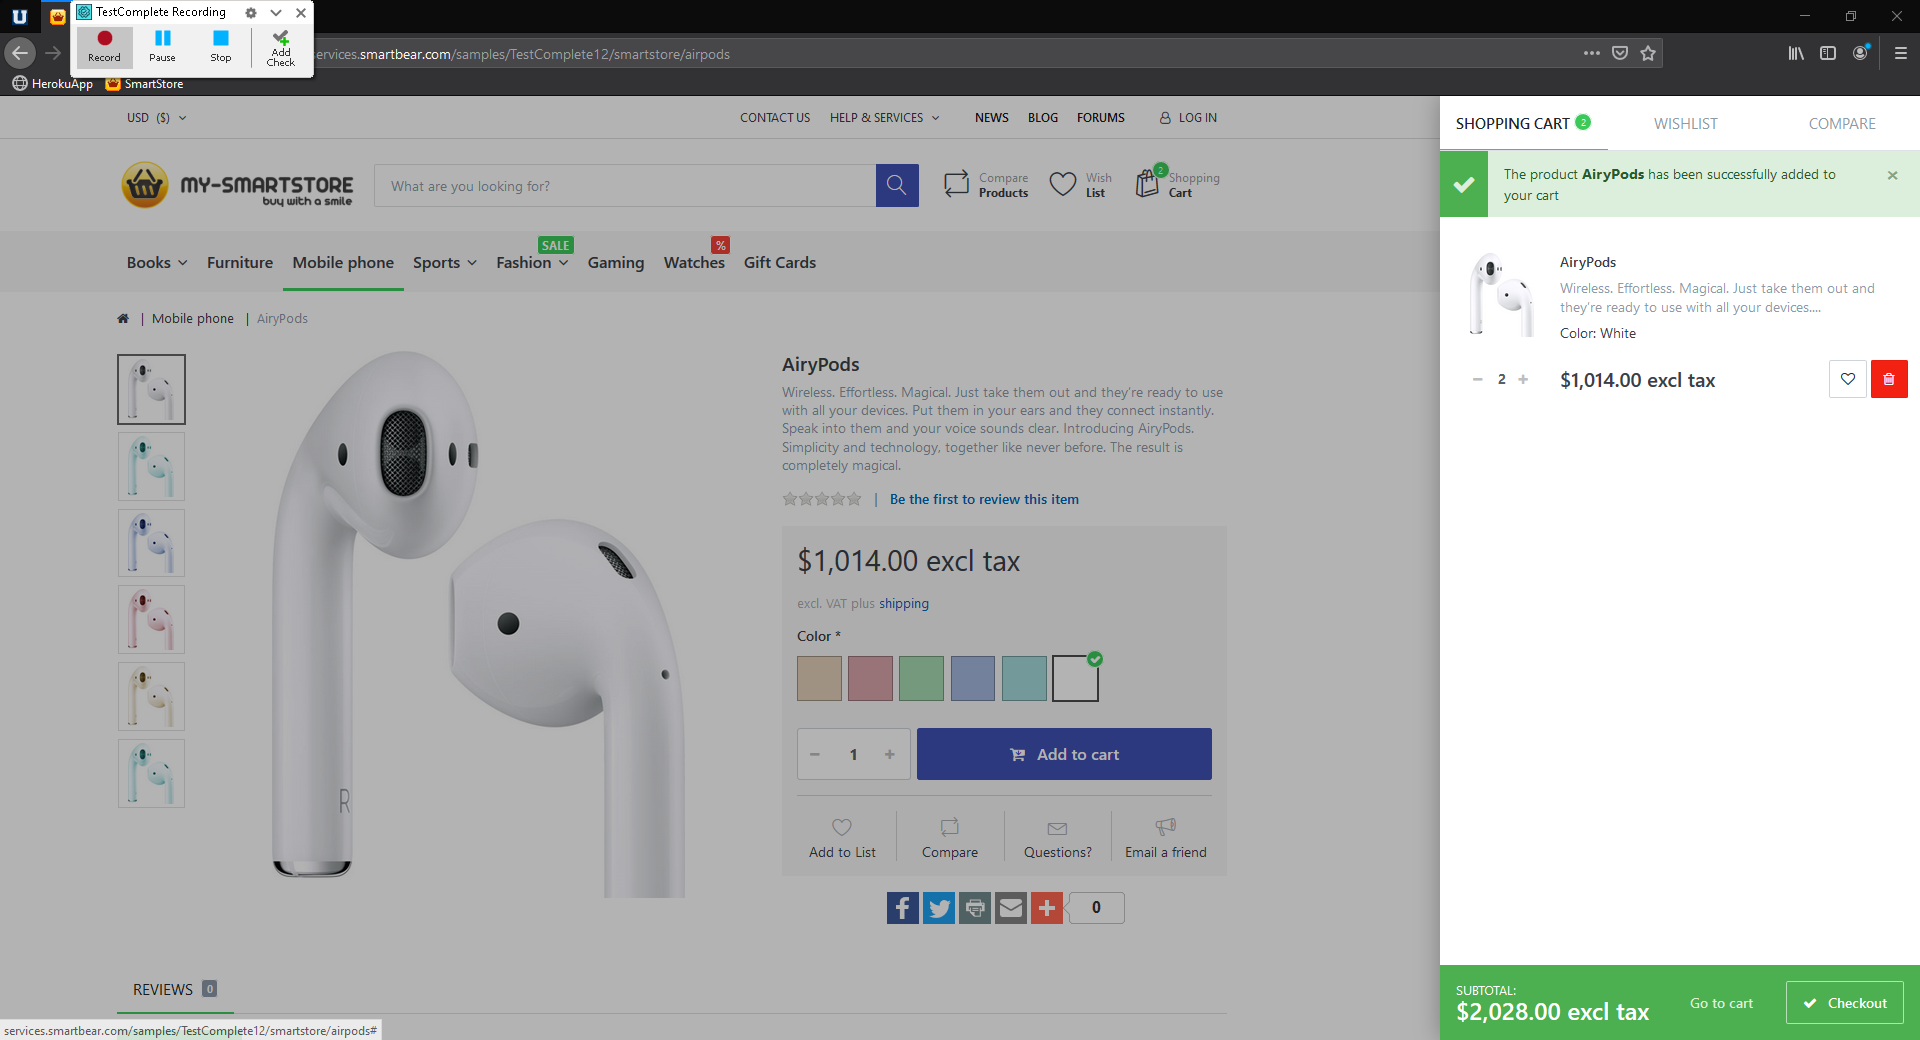 TestComplete Recording
Record
Pause
Stop
Add
Check
ervices.smartbear.com/samples/TestComplete12/smartstore/airpods
HerokuApp
SmartStore
USD ($)
CONTACT US
HELP & SERVICES
NEWS
BLOG
FORUMS
LOG IN
MY-SMARTSTORE
buy with a smile
What are you looking for?
Compare
Products
Wish
List
2
Shopping
Cart
SALE
%
Books
Furniture
Mobile phone
Sports
Fashion
Gaming
Watches
Gift Cards
| Mobile phone | AiryPods
R
AiryPods
Wireless. Effortless. Magical. Just take them out and they're ready to use
with all your devices. Put them in your ears and they connect instantly.
Speak into them and your voice sounds clear. Introducing AiryPods.
Simplicity and technology, together like never before. The result is
completely magical.
| Be the first to review this item
$1,014.00 excl tax
excl. VAT plus shipping
Color *
− 1 +
Add to cart
Add to List
Compare
Questions?
Email a friend
0
REVIEWS 0
services.smartbear.com/samples/TestComplete12/smartstore/airpods#
SHOPPING CART 2
WISHLIST
COMPARE
The product AiryPods has been successfully added to
your cart
×
AiryPods
Wireless. Effortless. Magical. Just take them out and
they're ready to use with all your devices....
Color: White
− 2 +
$1,014.00 excl tax
SUBTOTAL:
$2,028.00 excl tax
Go to cart
Checkout